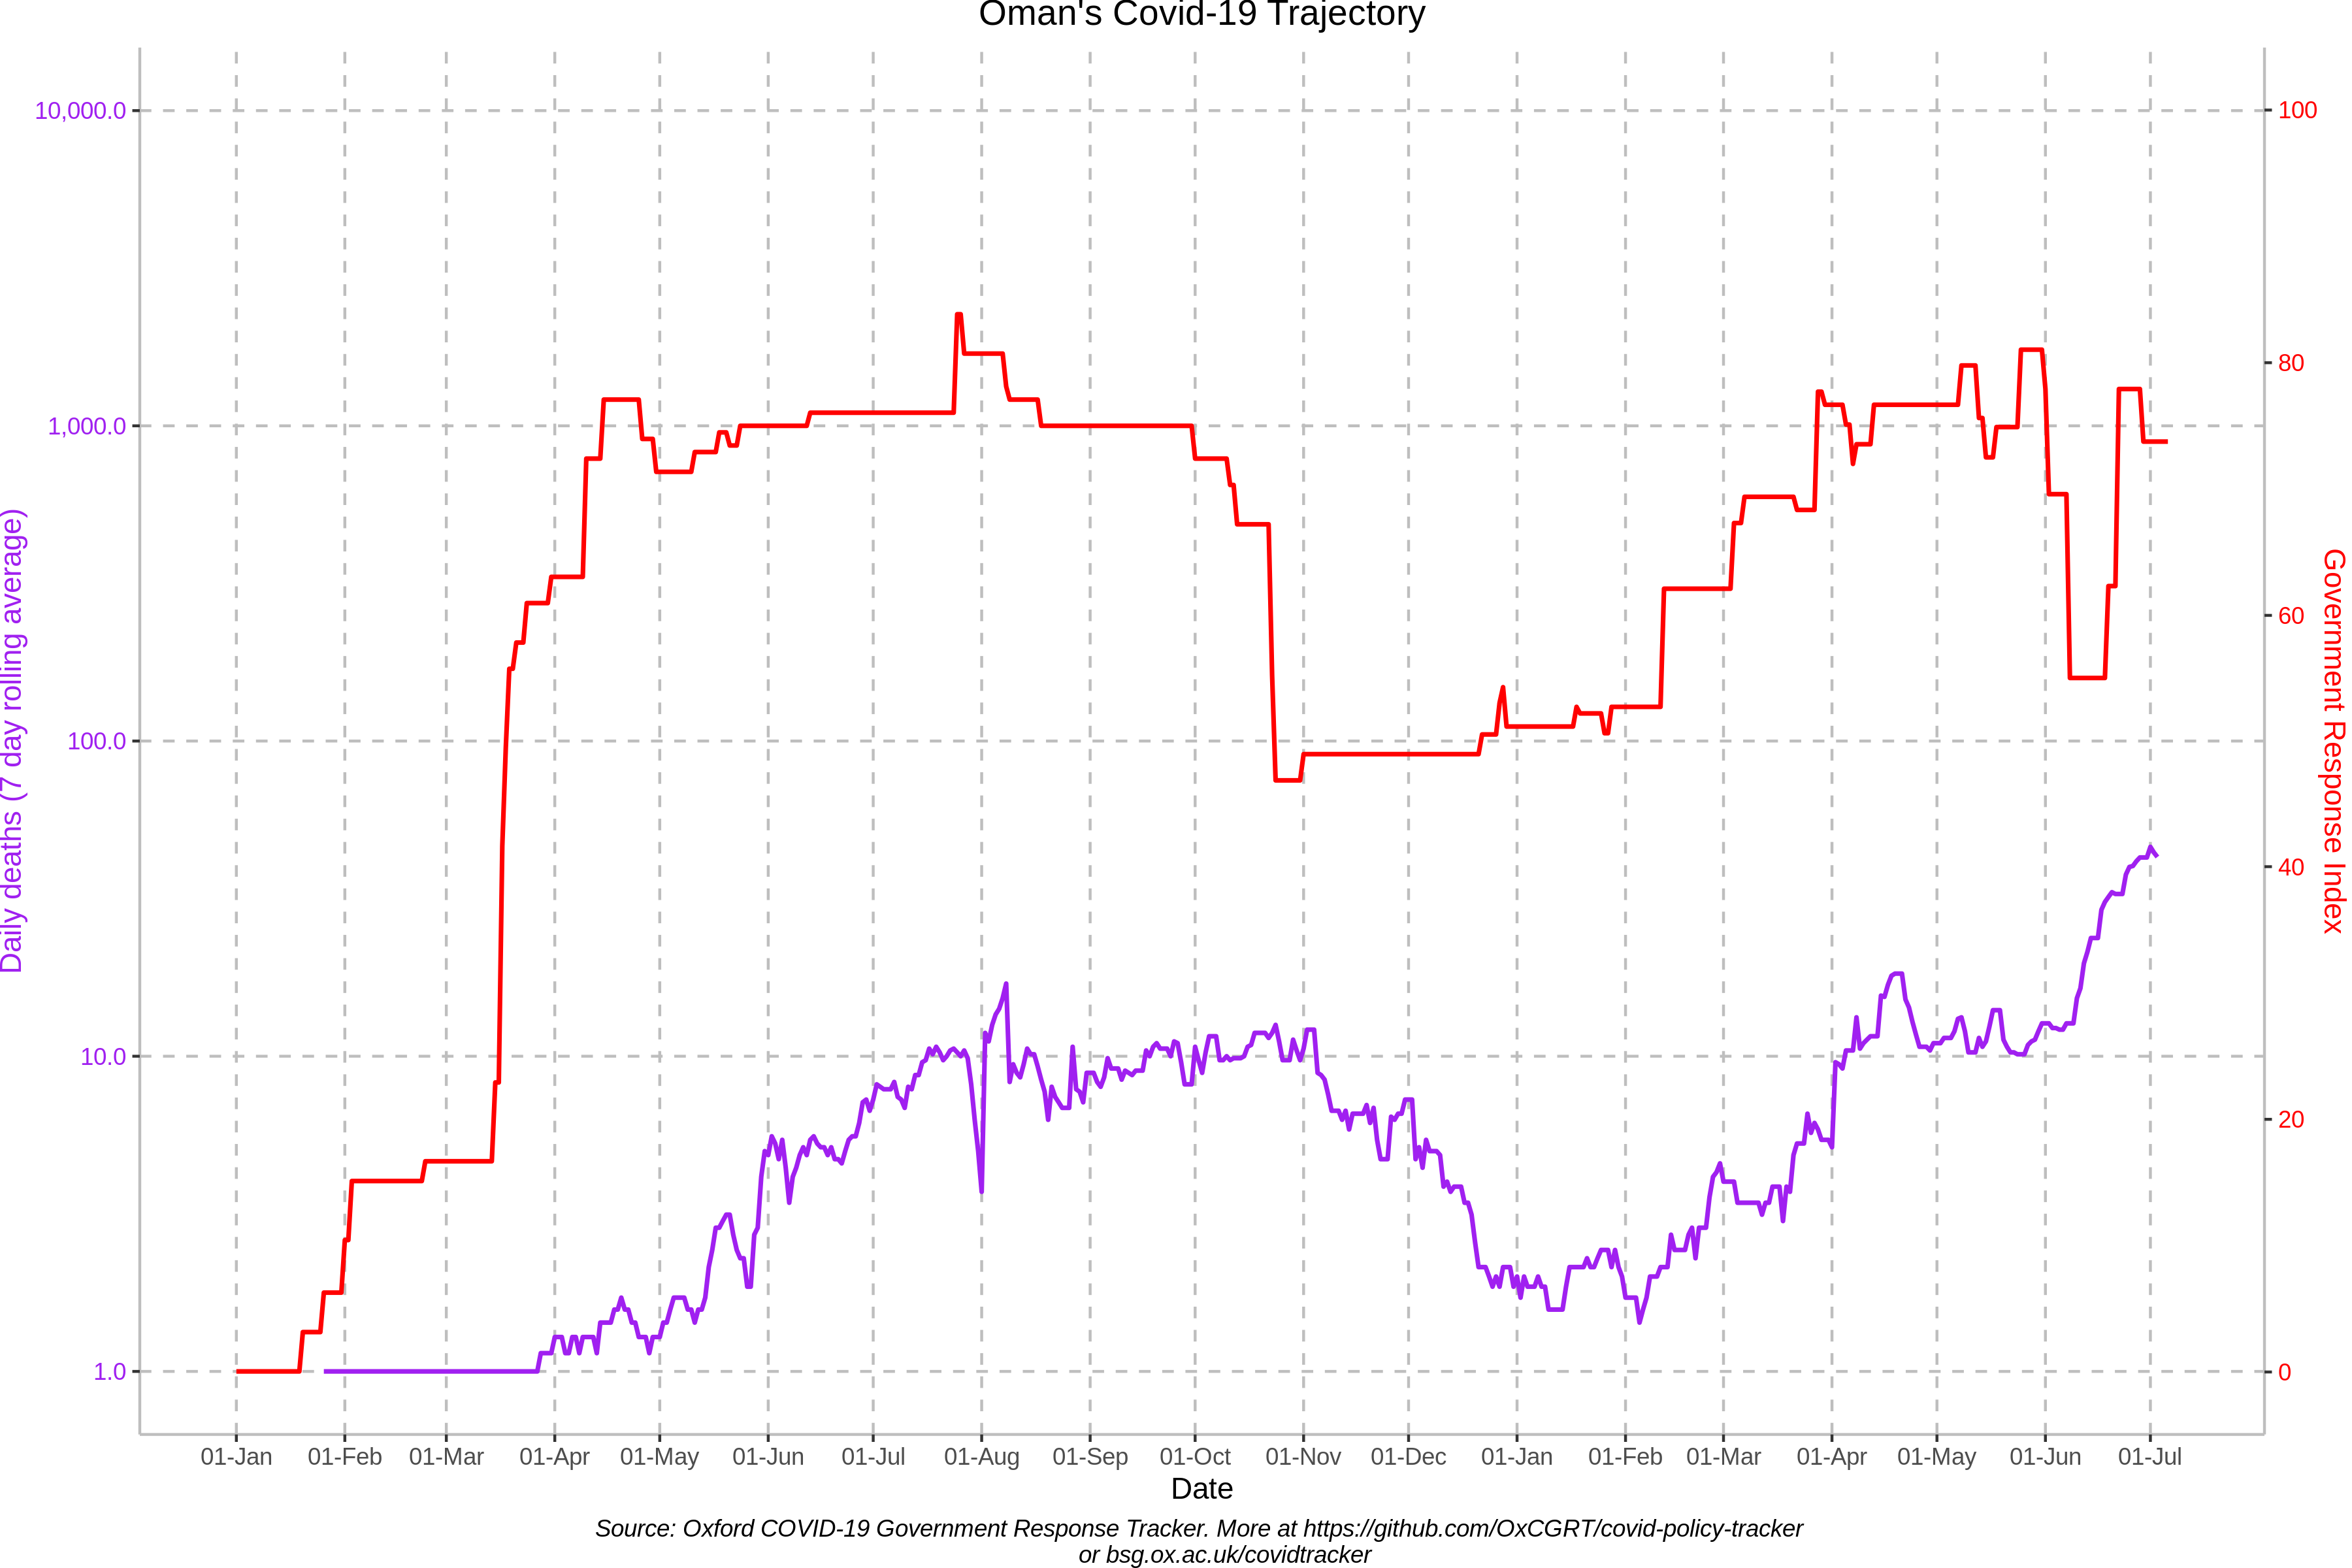 Oman's Covid-19 Trajectory
Daily deaths (7 day rolling average)
10,000.0
1,000.0
100.0
10.0
1.0
100
80
60
40
20
0
Government Response Index
01-Jan 01-Feb 01-Mar 01-Apr 01-May 01-Jun 01-Jul 01-Aug 01-Sep 01-Oct 01-Nov 01-Dec 01-Jan 01-Feb 01-Mar 01-Apr 01-May 01-Jun 01-Jul
Date
Source: Oxford COVID-19 Government Response Tracker. More at https://github.com/OxCGRT/covid-policy-tracker
or bsg.ox.ac.uk/covidtracker